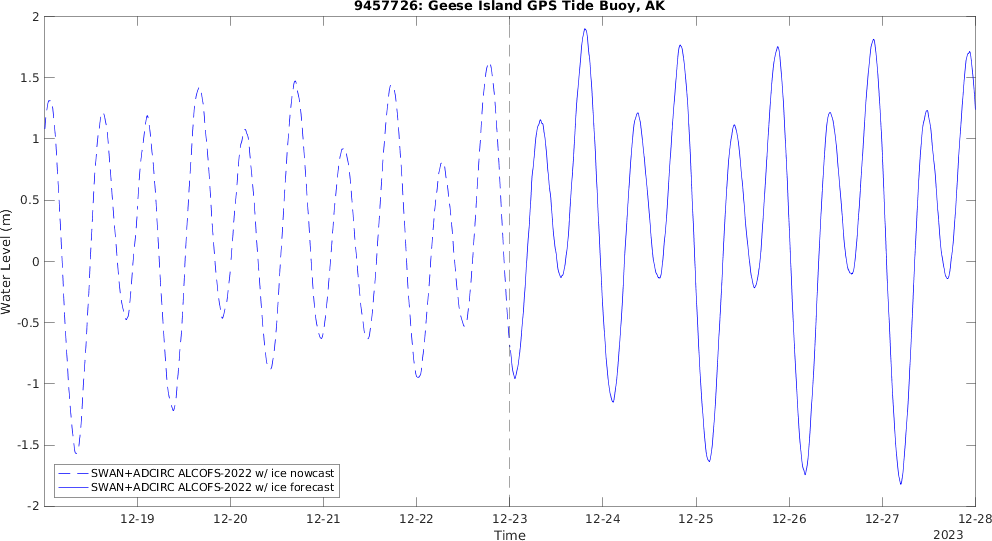 9457726: Geese Island GPS Tide Buoy, AK
2
1.5
1
0.5
0
-0.5
-1
-1.5
-2
Water Level (m)
SWAN+ADCIRC ALCOFS-2022 w/ ice nowcast
SWAN+ADCIRC ALCOFS-2022 w/ ice forecast
12-19 12-20 12-21 12-22 12-23 12-24 12-25 12-26 12-27 12-28
Time
2023